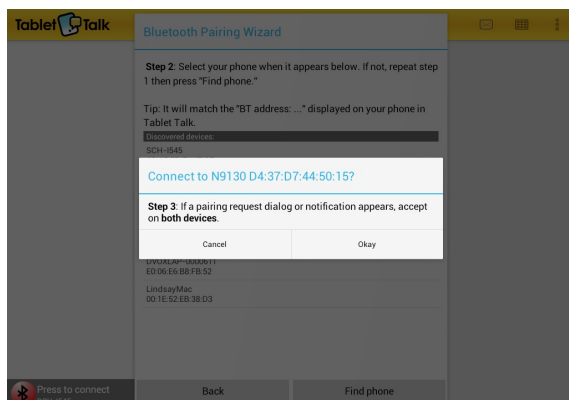 Tablet Talk
Bluetooth Pairing Wizard
Step 2: Select your phone when it appears below. If not, repeat step
1 then press "Find phone."
Tip: It will match the "BT address: ..." displayed on your phone in
Tablet Talk.
Discovered devices:
SCH-I545
Connect to N9130 D4:37:D7:44:50:15?
Step 3: If a pairing request dialog or notification appears, accept
on both devices.
Cancel
Okay
DVOXLAP-0000611
E0:06:E6:B8:FB:52
LindsayMac
00:1E:52:EB:38:D3
Press to connect
Back
Find phone